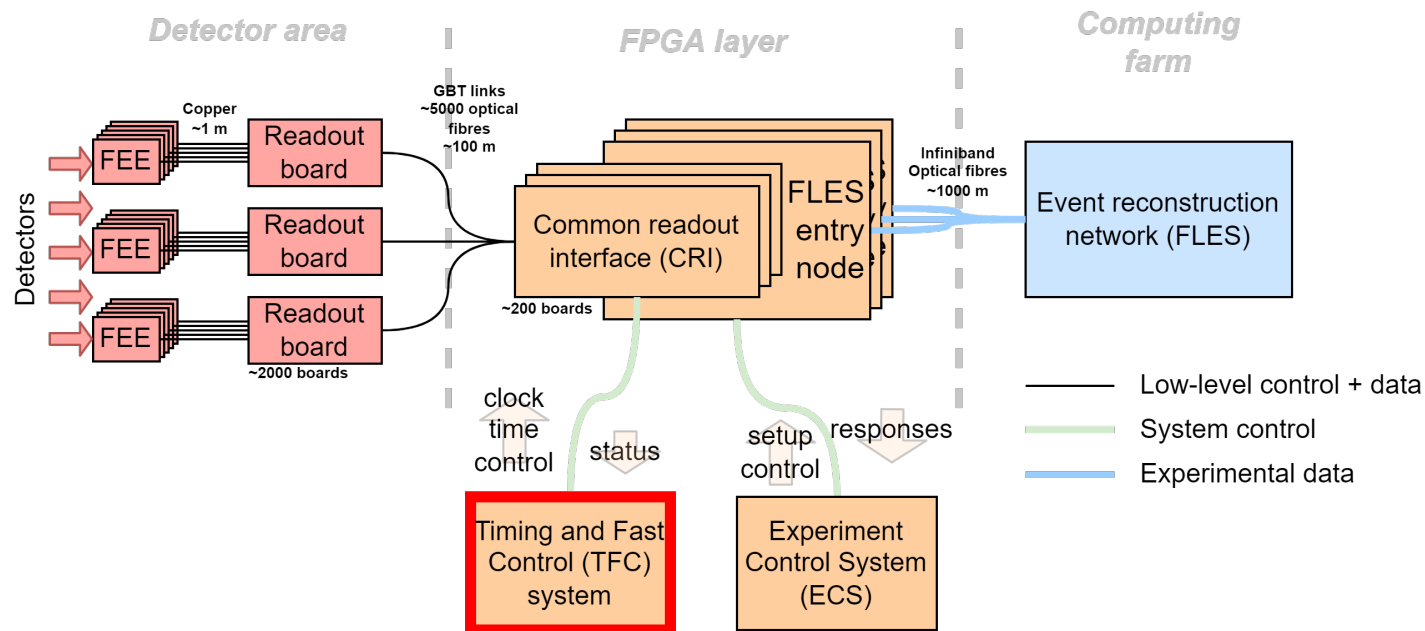 Detector area
FPGA layer
Computing
farm
Copper
~1 m
GBT links
~5000 optical
fibres
~100 m
Detectors
FEE
Readout
board
FEE
Readout
board
FEE
Readout
board
~2000 boards
Common readout
interface (CRI)
~200 boards
FLES
entry
node
Infiniband
Optical fibres
~1000 m
Event reconstruction
network (FLES)
clock
time
control
status
setup
control
responses
Timing and Fast
Control (TFC)
system
Experiment
Control System
(ECS)
Low-level control + data
System control
Experimental data